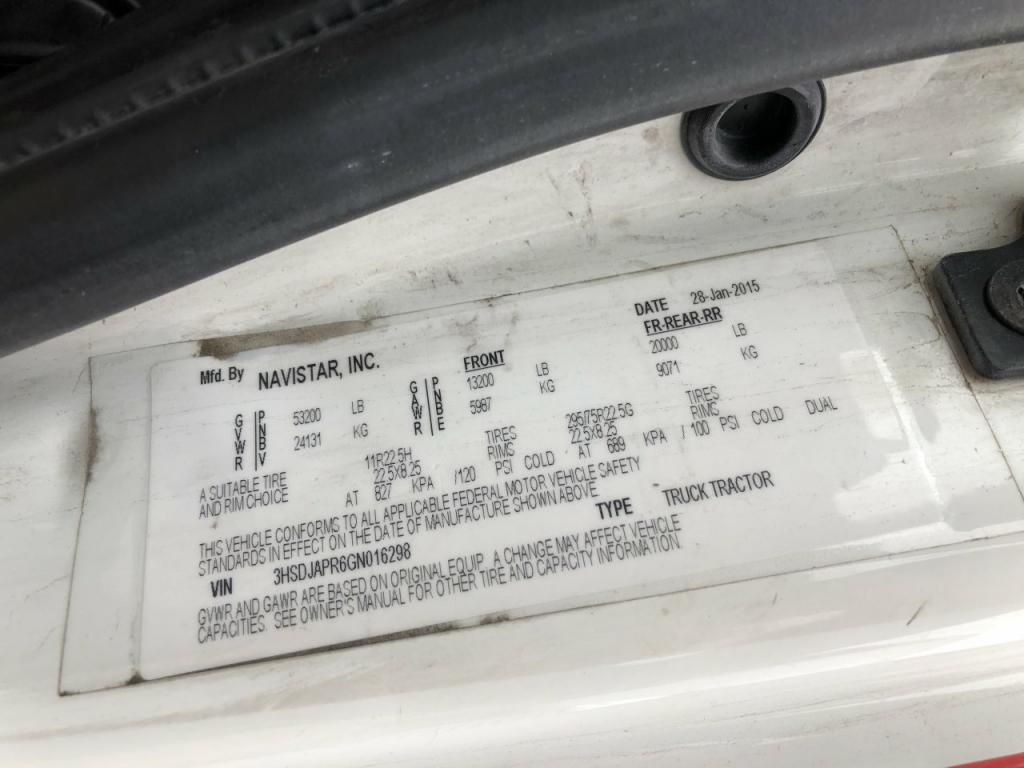 DATE 28-Jan-2015
Mfd. By NAVISTAR, INC. FRONT FR-REAR-RR
GVWR PNBV 53200 LB GAWR PNBE 13200 LB 20000 LB
24131 KG 5987 KG 9071 KG
A SUITABLE TIRE 11R22.5H TIRES 295/75R22.5G TIRES
AND RIM CHOICE 22.5X8.25 RIMS 22.5X8.25 RIMS
AT 827 KPA /120 PSI COLD AT 689 KPA / 100 PSI COLD DUAL
THIS VEHICLE CONFORMS TO ALL APPLICABLE FEDERAL MOTOR VEHICLE SAFETY
STANDARDS IN EFFECT ON THE DATE OF MANUFACTURE SHOWN ABOVE
VIN 3HSDJAPR6GN016298 TYPE TRUCK TRACTOR
GVWR AND GAWR ARE BASED ON ORIGINAL EQUIP. A CHANGE MAY AFFECT VEHICLE
CAPACITIES. SEE OWNER'S MANUAL FOR OTHER TIRE AND CAPACITY INFORMATION.